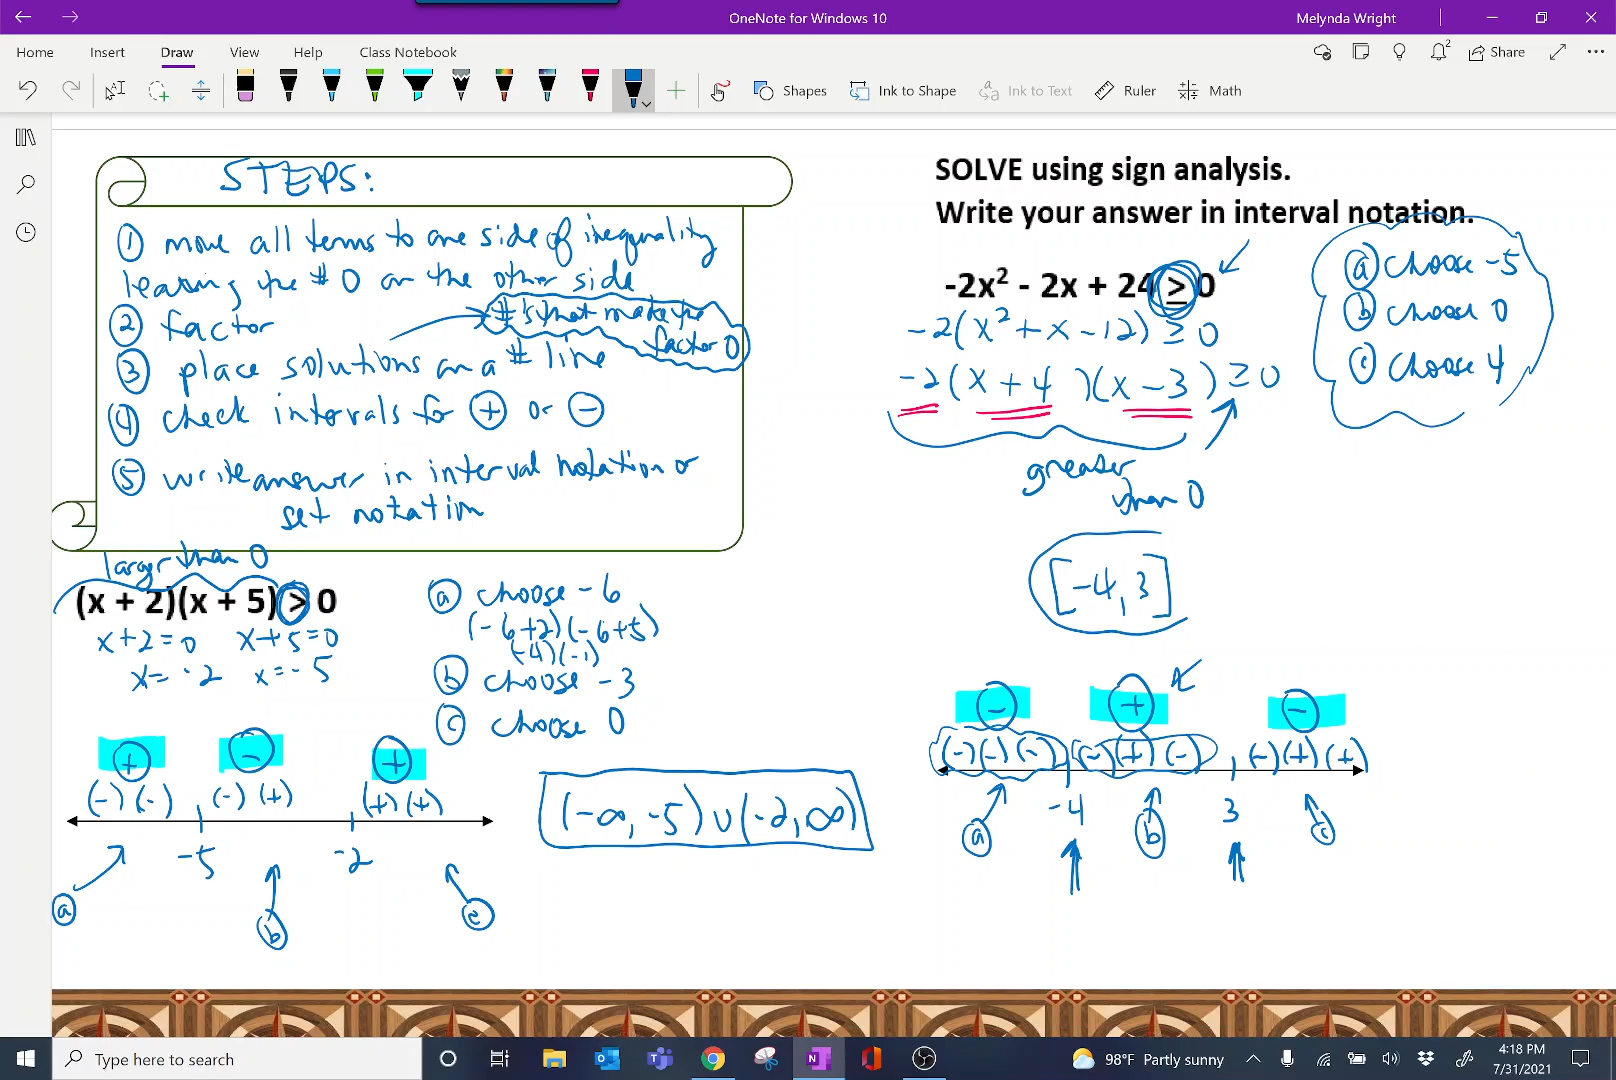 OneNote for Windows 10
Melynda Wright
Home Insert Draw View Help Class Notebook
Share
Shapes Ink to Shape Ink to Text Ruler Math
STEPS:
① move all terms to one side of inequality
leaving the # 0 on the other side
② factor
#'s that make the
factor 0
③ place solutions on a # line
④ check intervals for + or -
⑤ write answer in interval notation or
set notation
larger than 0
(x + 2)(x + 5) > 0
x+2=0 x+5=0
x=-2 x=-5
ⓐ choose -6
(-6+2)(-6+5)
(-4)(-1)
ⓑ choose -3
ⓒ choose 0
+ - +
(-)(-) (-)(+) (+)(+)
-5 -2
ⓐ ⓑ ⓒ
(-∞,-5)∪(-2,∞)
SOLVE using sign analysis.
Write your answer in interval notation.
-2x² - 2x + 24 ≥ 0
-2(x²+x-12) ≥ 0
-2(x+4)(x-3) ≥ 0
greater
than 0
ⓐ choose -5
ⓑ choose 0
ⓒ choose 4
[-4,3]
- + -
(-)(-)(-) (-)(+)(-) (-)(+)(+)
-4 3
ⓐ ⓑ ⓒ
Type here to search
98°F Partly sunny
4:18 PM
7/31/2021